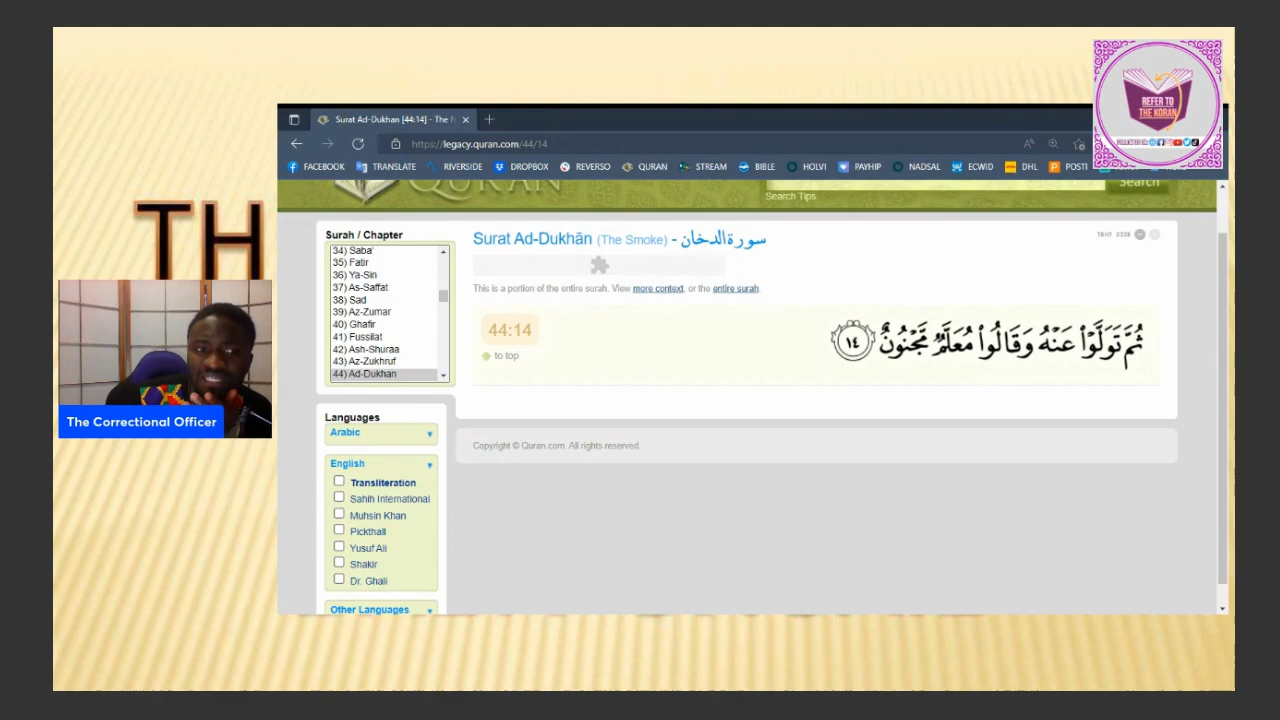 REFER TO
THE KORAN
TH
Surat Ad-Dukhan [44:14] - The N
https://legacy.quran.com/44/14
FACEBOOK TRANSLATE RIVERSIDE DROPBOX REVERSO QURAN STREAM BIBLE HOLVI PAYHIP NADSAL ECWID DHL POSTI
QURAN
Search
Search Tips
Surah / Chapter
34) Saba'
35) Fatir
36) Ya-Sin
37) As-Saffat
38) Sad
39) Az-Zumar
40) Ghafir
41) Fussilat
42) Ash-Shuraa
43) Az-Zukhruf
44) Ad-Dukhan
Surat Ad-Dukhān (The Smoke) - سورة الدخان
TEXT SIZE
This is a portion of the entire surah. View more context, or the entire surah.
44:14
to top
ثُمَّ تَوَلَّوْا۟ عَنْهُ وَقَالُوا۟ مُعَلَّمٌ مَّجْنُونٌ ١٤
Copyright © Quran.com. All rights reserved.
Languages
Arabic
English
Transliteration
Sahih International
Muhsin Khan
Pickthall
Yusuf Ali
Shakir
Dr. Ghali
Other Languages
The Correctional Officer